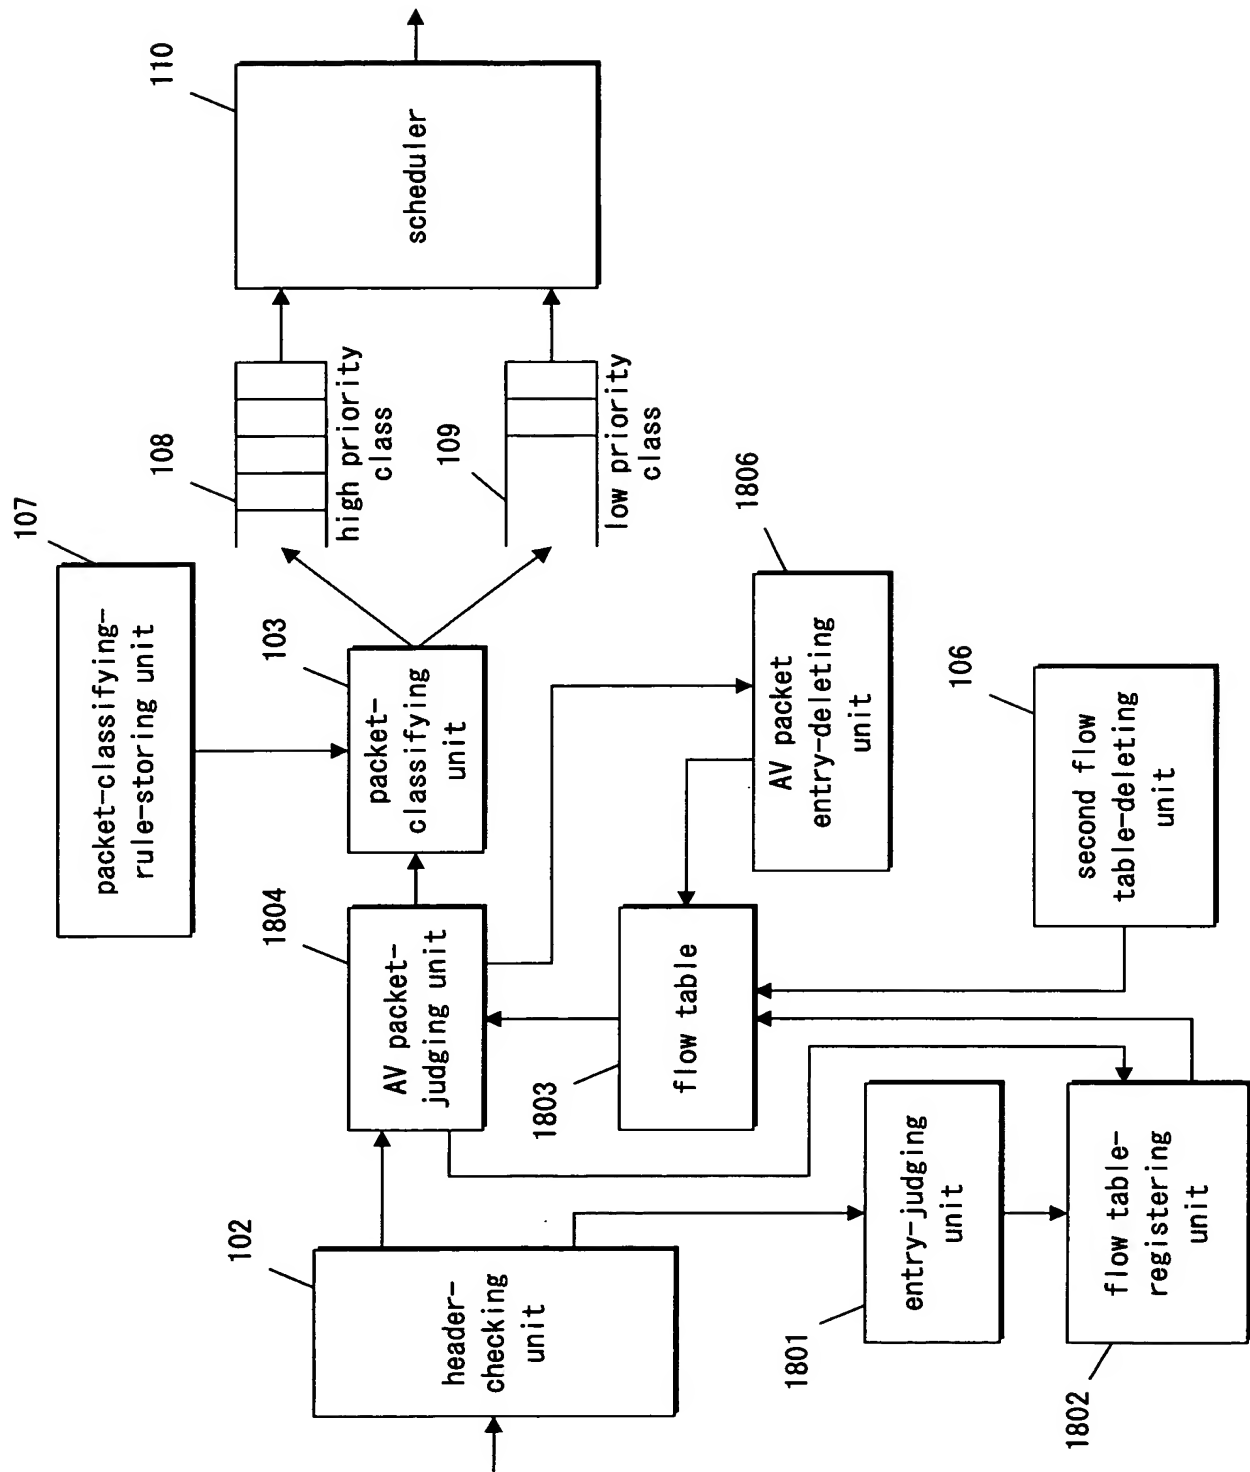 107
packet-classifying-
rule-storing unit
110
scheduler
108
high priority
class
109
low priority
class
103
packet-
classifying
unit
1804
AV packet-
judging unit
102
header-
checking
unit
1803
flow table
1806
AV packet
entry-deleting
unit
1801
entry-judging
unit
106
second flow
table-deleting
unit
1802
flow table-
registering
unit